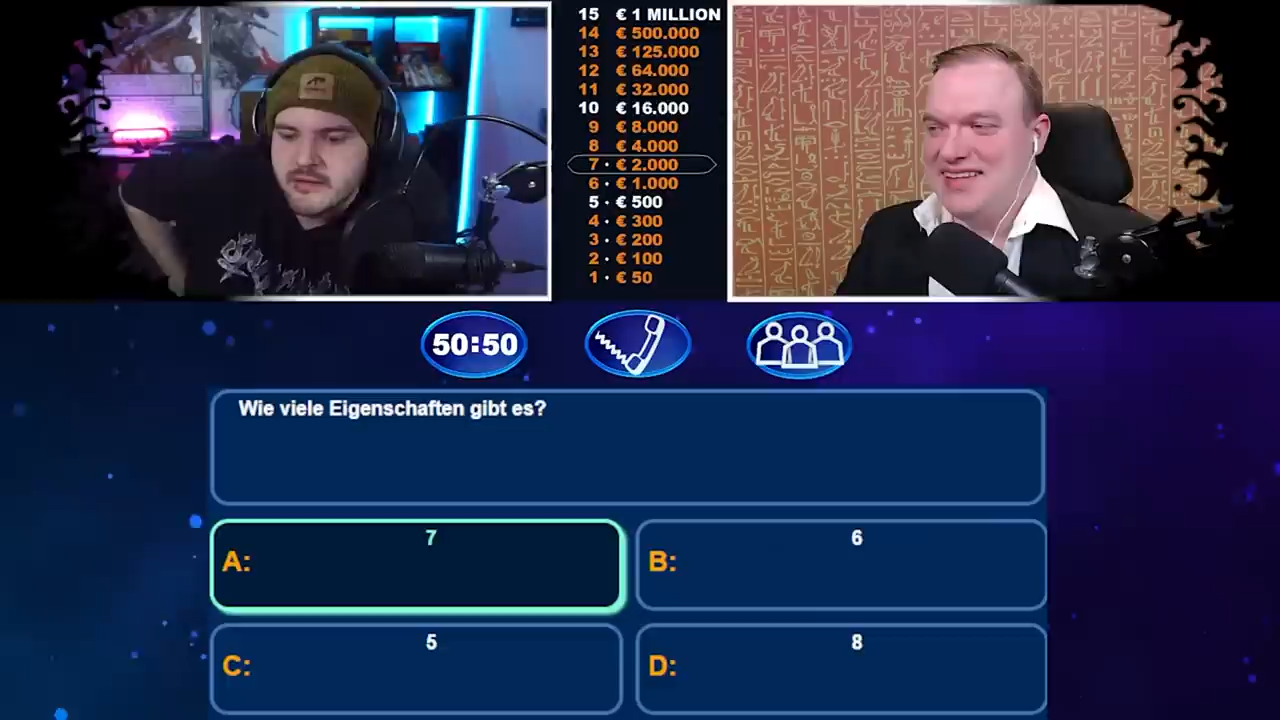 15 € 1 MILLION
14 € 500.000
13 € 125.000
12 € 64.000
11 € 32.000
10 € 16.000
9 € 8.000
8 € 4.000
7 · € 2.000
6 · € 1.000
5 · € 500
4 · € 300
3 · € 200
2 · € 100
1 · € 50
50:50
Wie viele Eigenschaften gibt es?
A: 7
B: 6
C: 5
D: 8